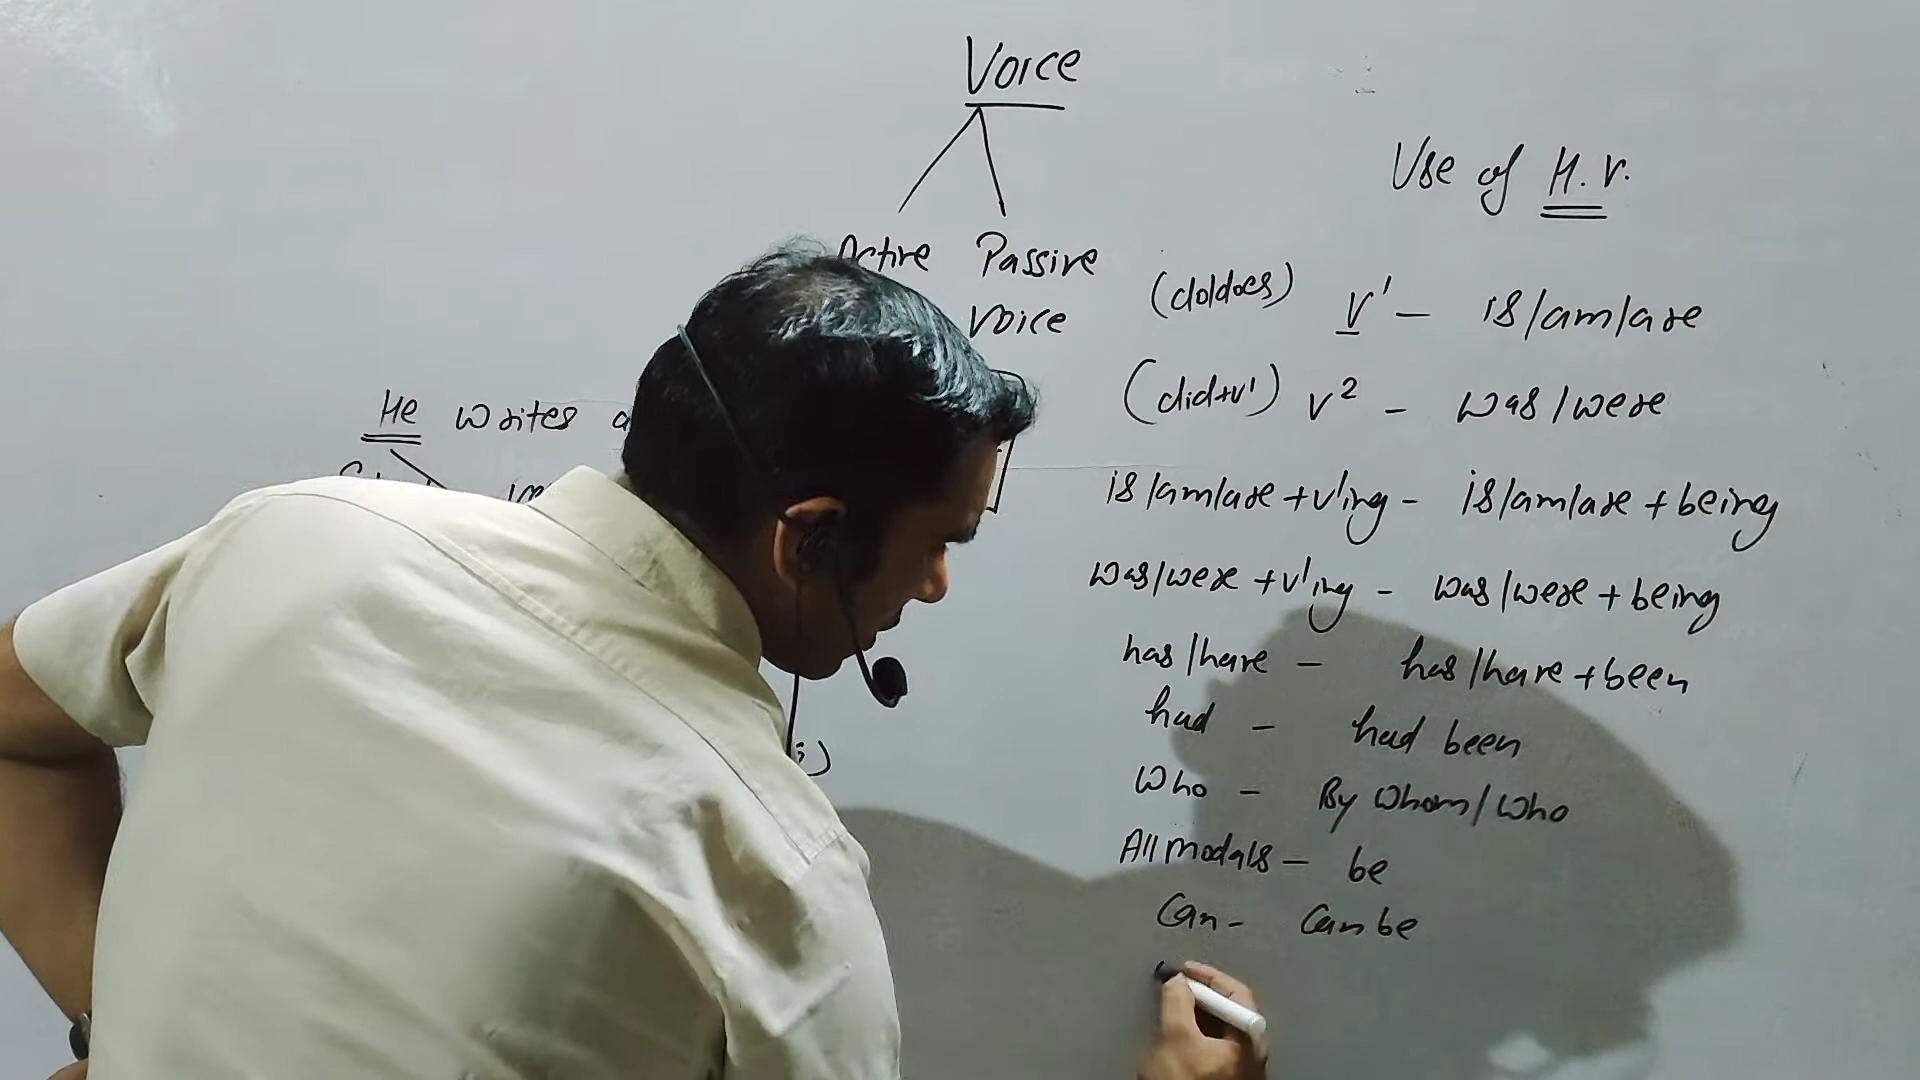 Voice
Active Passive
Voice
He writes a
Use of H.V.
(do/does) V¹ – is/am/are
(did+v¹) v² – was/were
is/am/are + v¹ing – is/am/are + being
was/were + v¹ing – was/were + being
has/have – has/have + been
had – had been
Who – By Whom/Who
All modals – be
Can – Can be